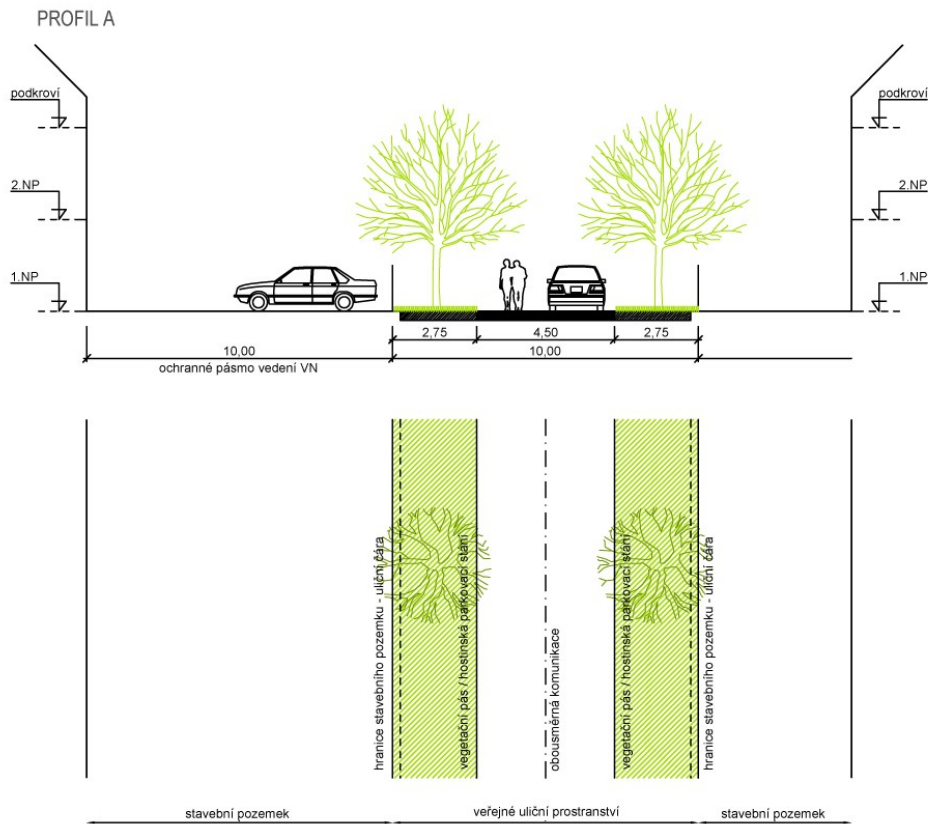 PROFIL A
podkroví
podkroví
2.NP
2.NP
1.NP
1.NP
2,75
4,50
2,75
10,00
10,00
ochranné pásmo vedení VN
hranice stavebního pozemku - uliční čára
vegetační pás / hostinská parkovací stání
obousměrná komunikace
vegetační pás / hostinská parkovací stání
hranice stavebního pozemku - uliční čára
stavební pozemek
veřejné uliční prostranství
stavební pozemek